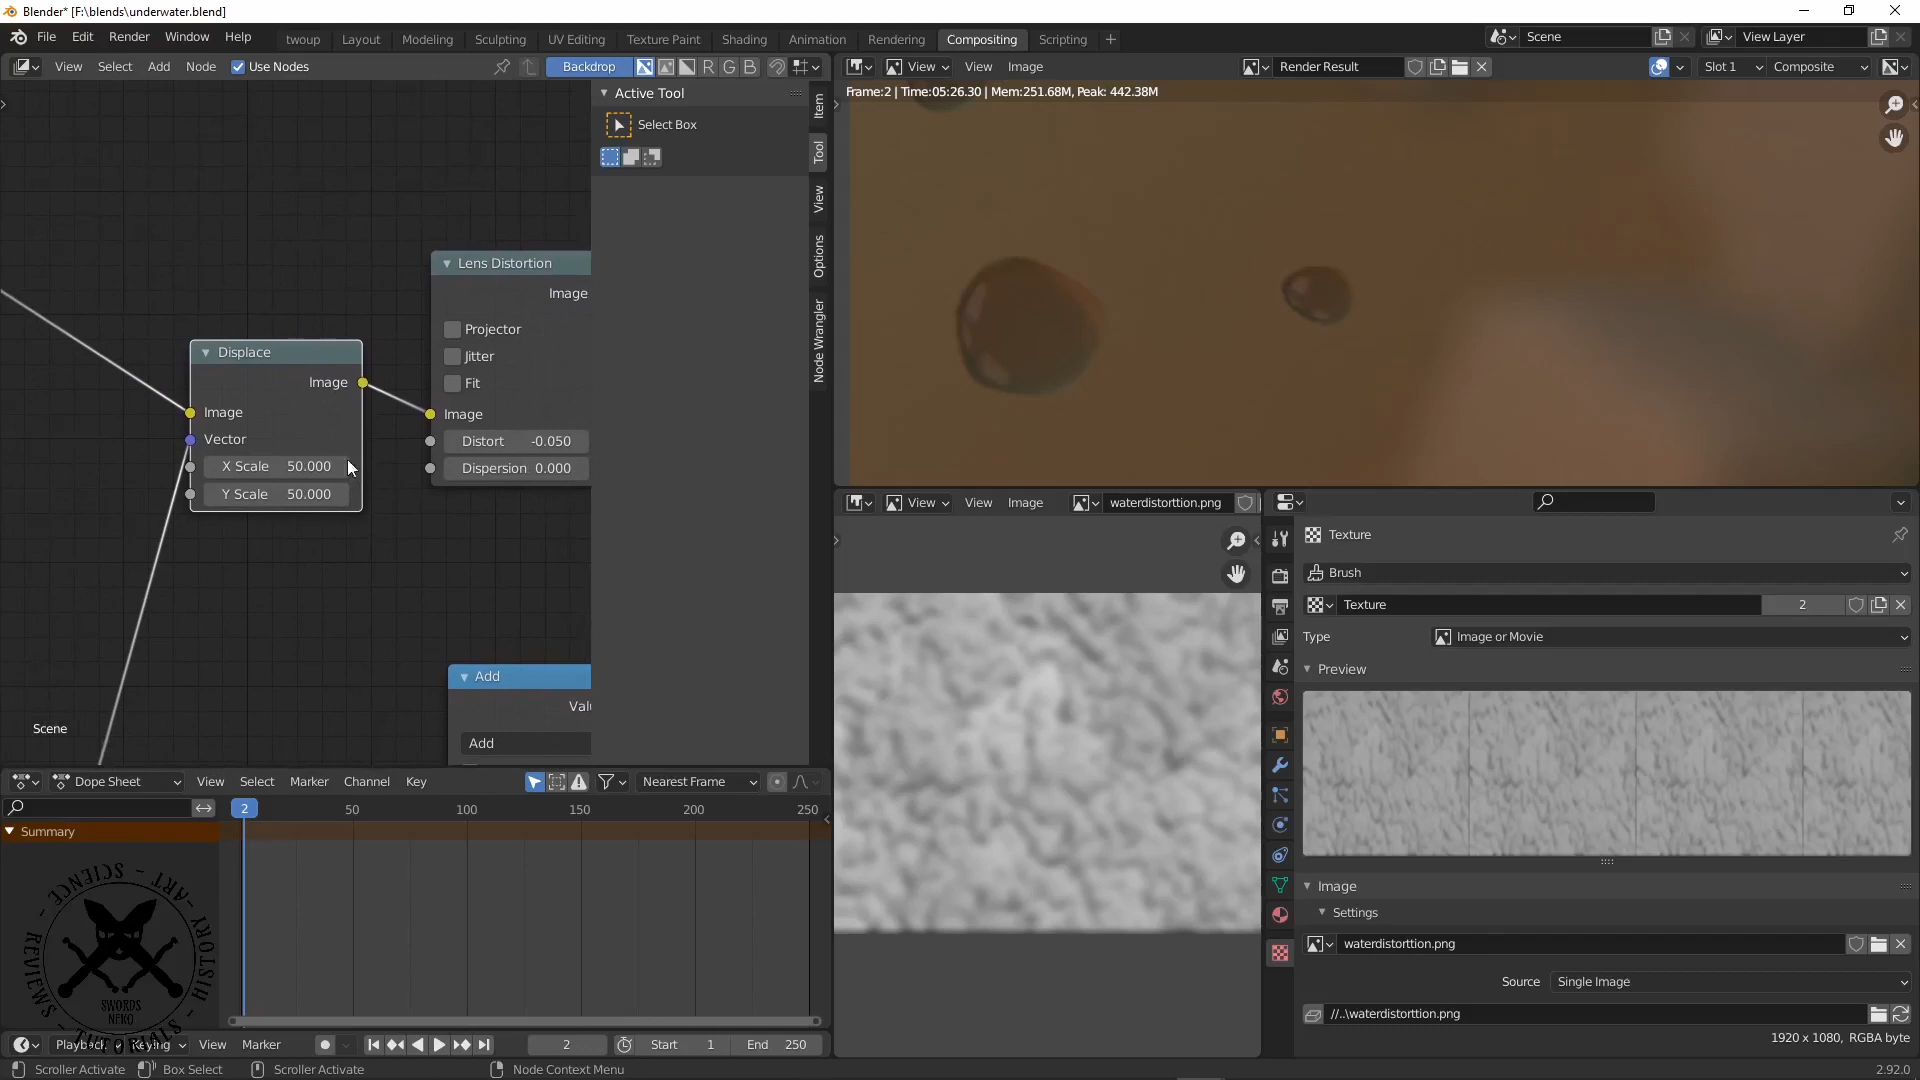 Blender* [F:\blends\underwater.blend]
File Edit Render Window Help twoup Layout Modeling Sculpting UV Editing Texture Paint Shading Animation Rendering Compositing Scripting + Scene View Layer
View Select Add Node Use Nodes Backdrop R G B
View View Image Render Result Slot 1 Composite
Frame:2 | Time:05:26.30 | Mem:251.68M, Peak: 442.38M
Active Tool
Select Box
Item
Tool
View
Options
Node Wrangler
Lens Distortion
Image
Projector
Jitter
Fit
Image
Distort -0.050
Dispersion 0.000
Displace
Image
Image
Vector
X Scale 50.000
Y Scale 50.000
Add
Valu
Add
Scene
View View Image waterdistorttion.png
Texture
Brush
Texture 2
Type Image or Movie
Preview
Image
Settings
waterdistorttion.png
Source Single Image
//..\waterdistorttion.png
1920 x 1080, RGBA byte
Dope Sheet View Select Marker Channel Key Nearest Frame
2 50 100 150 200 250
Summary
REVIEWS - TUTORIALS - HISTORY - ART - SCIENCE -
SWORDS
NEKO
Playback Keying View Marker 2 Start 1 End 250
Scroller Activate Box Select Scroller Activate Node Context Menu 2.92.0